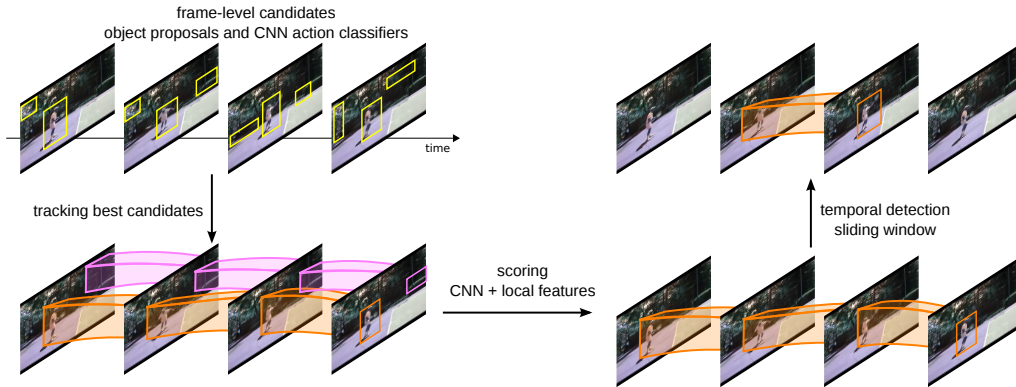 frame-level candidates
object proposals and CNN action classifiers
time
tracking best candidates
scoring
CNN + local features
temporal detection
sliding window